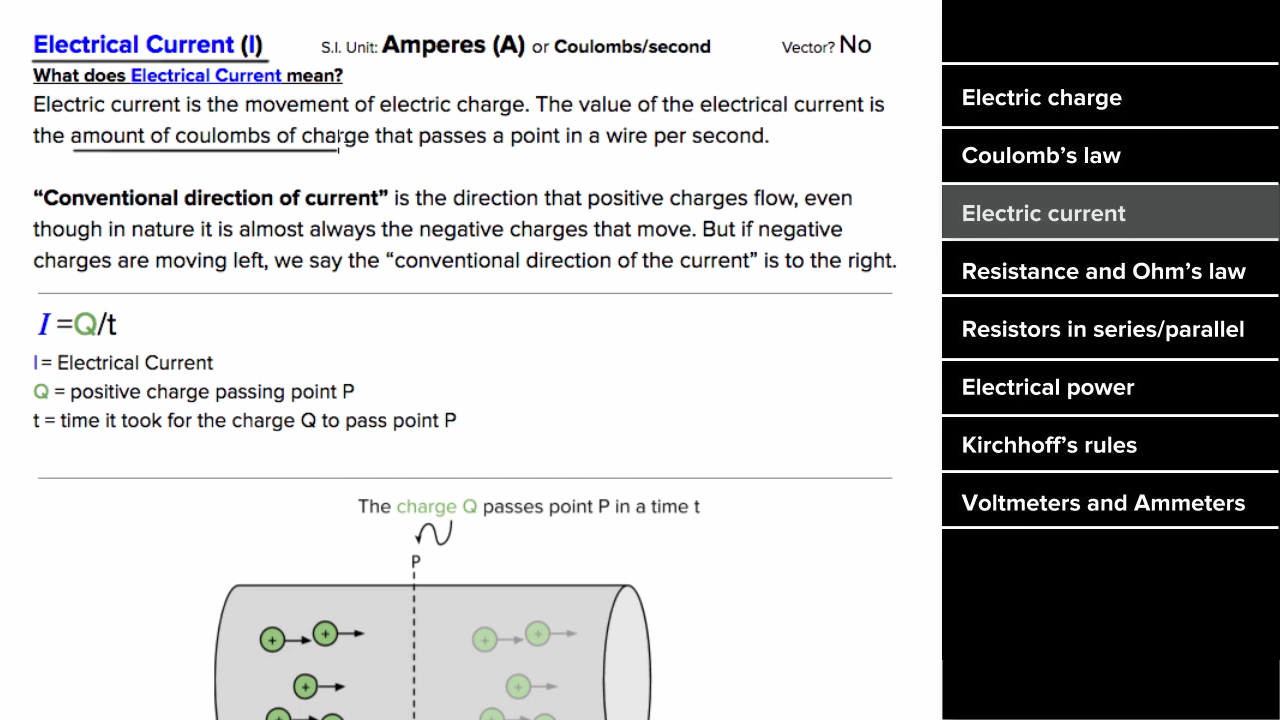 Electrical Current (I) S.I. Unit: Amperes (A) or Coulombs/second Vector? No
What does Electrical Current mean?
Electric current is the movement of electric charge. The value of the electrical current is
the amount of coulombs of charge that passes a point in a wire per second.
“Conventional direction of current” is the direction that positive charges flow, even
though in nature it is almost always the negative charges that move. But if negative
charges are moving left, we say the “conventional direction of the current” is to the right.
I =Q/t
I = Electrical Current
Q = positive charge passing point P
t = time it took for the charge Q to pass point P
The charge Q passes point P in a time t
P
+ + + +
+ +
+ + + +
Electric charge
Coulomb’s law
Electric current
Resistance and Ohm’s law
Resistors in series/parallel
Electrical power
Kirchhoff’s rules
Voltmeters and Ammeters